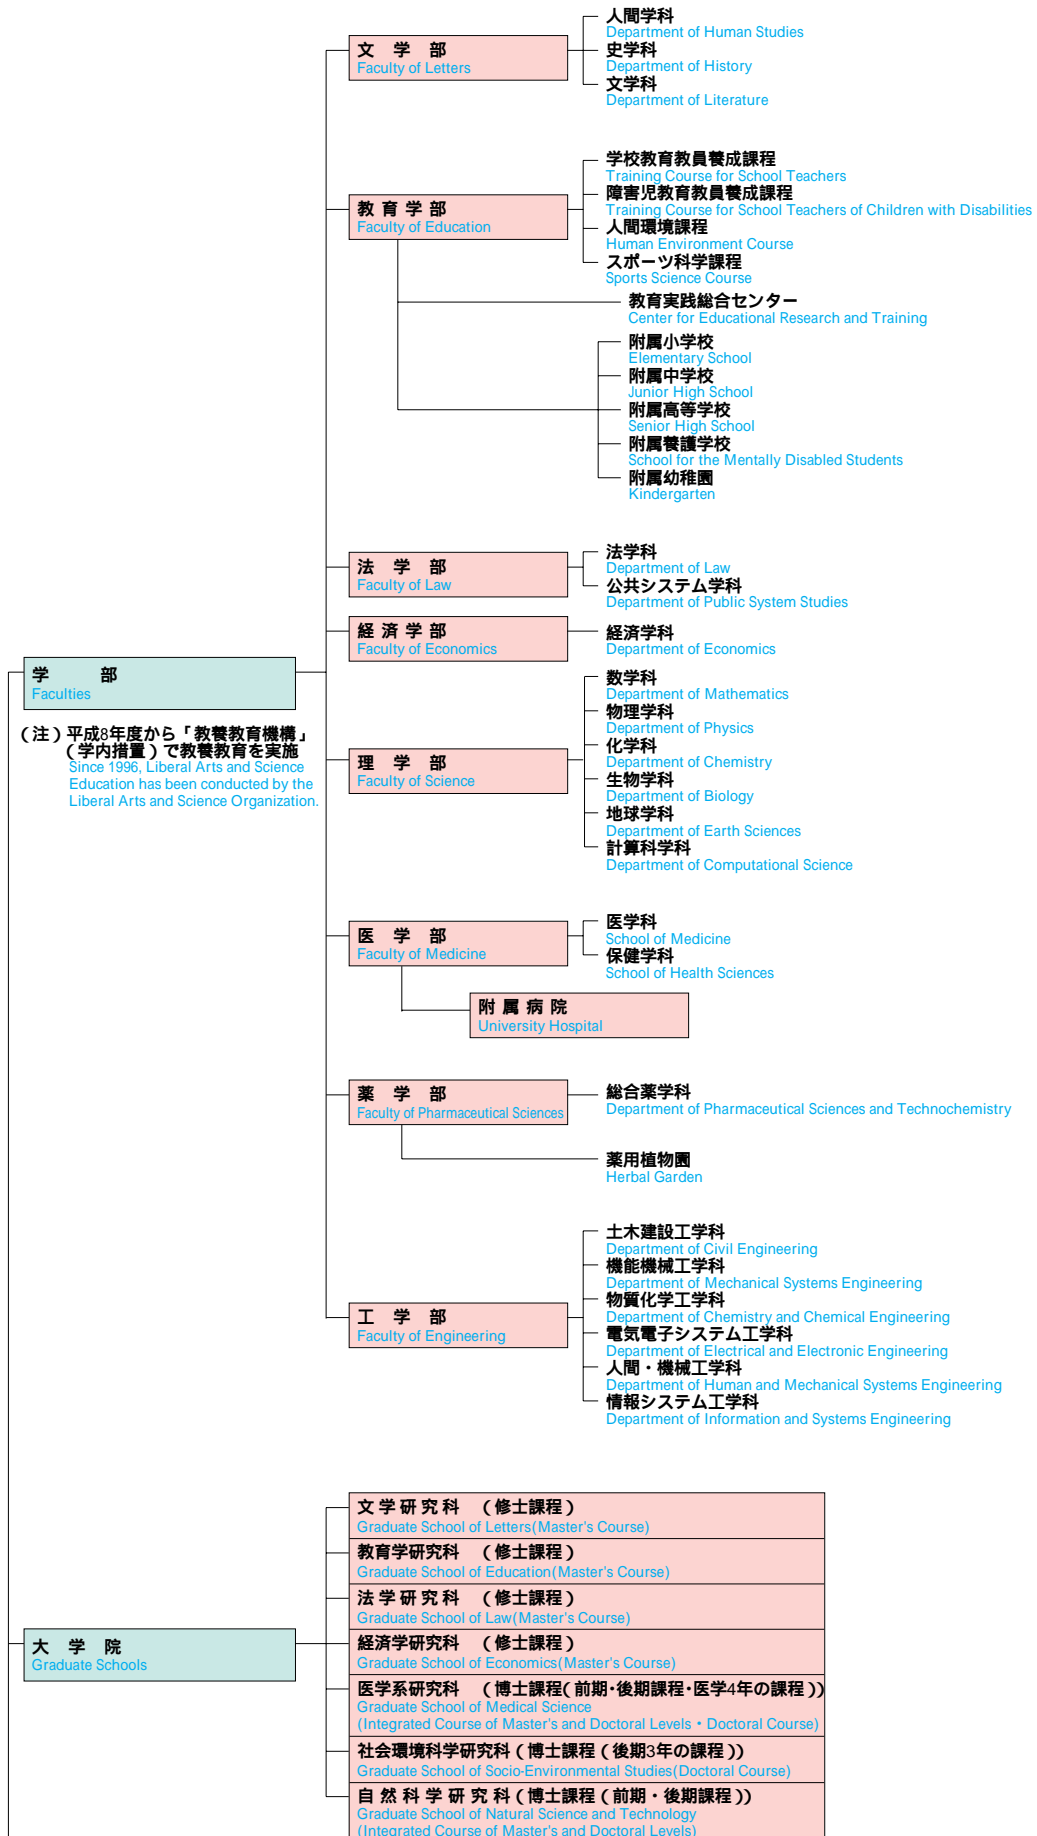 人間学科
Department of Human Studies
文　学　部
Faculty of Letters
史学科
Department of History
文学科
Department of Literature
学校教育教員養成課程
Training Course for School Teachers
障害児教育教員養成課程
Training Course for School Teachers of Children with Disabilities
教 育 学 部
Faculty of Education
人間環境課程
Human Environment Course
スポーツ科学課程
Sports Science Course
教育実践総合センター
Center for Educational Research and Training
附属小学校
Elementary School
附属中学校
Junior High School
附属高等学校
Senior High School
附属養護学校
School for the Mentally Disabled Students
附属幼稚園
Kindergarten
法　学　部
Faculty of Law
法学科
Department of Law
公共システム学科
Department of Public System Studies
経 済 学 部
Faculty of Economics
経済学科
Department of Economics
学　　　部
Faculties
（注）平成8年度から「教養教育機構」
（学内措置）で教養教育を実施
Since 1996, Liberal Arts and Science
Education has been conducted by the
Liberal Arts and Science Organization.
理　学　部
Faculty of Science
数学科
Department of Mathematics
物理学科
Department of Physics
化学科
Department of Chemistry
生物学科
Department of Biology
地球学科
Department of Earth Sciences
計算科学科
Department of Computational Science
医　学　部
Faculty of Medicine
医学科
School of Medicine
保健学科
School of Health Sciences
附 属 病 院
University Hospital
薬　学　部
Faculty of Pharmaceutical Sciences
総合薬学科
Department of Pharmaceutical Sciences and Technochemistry
薬用植物園
Herbal Garden
工　学　部
Faculty of Engineering
土木建設工学科
Department of Civil Engineering
機能機械工学科
Department of Mechanical Systems Engineering
物質化学工学科
Department of Chemistry and Chemical Engineering
電気電子システム工学科
Department of Electrical and Electronic Engineering
人間・機械工学科
Department of Human and Mechanical Systems Engineering
情報システム工学科
Department of Information and Systems Engineering
大　学　院
Graduate Schools
文 学 研 究 科　（修士課程）
Graduate School of Letters(Master's Course)
教育学研究科　（修士課程）
Graduate School of Education(Master's Course)
法 学 研 究 科　（修士課程）
Graduate School of Law(Master's Course)
経済学研究科　（修士課程）
Graduate School of Economics(Master's Course)
医学系研究科　（博士課程(前期・後期課程・医学4年の課程))
Graduate School of Medical Science
(Integrated Course of Master's and Doctoral Levels・Doctoral Course)
社会環境科学研究科（博士課程（後期3年の課程））
Graduate School of Socio-Environmental Studies(Doctoral Course)
自 然 科 学 研 究 科（博士課程（前期・後期課程））
Graduate School of Natural Science and Technology
(Integrated Course of Master's and Doctoral Levels)